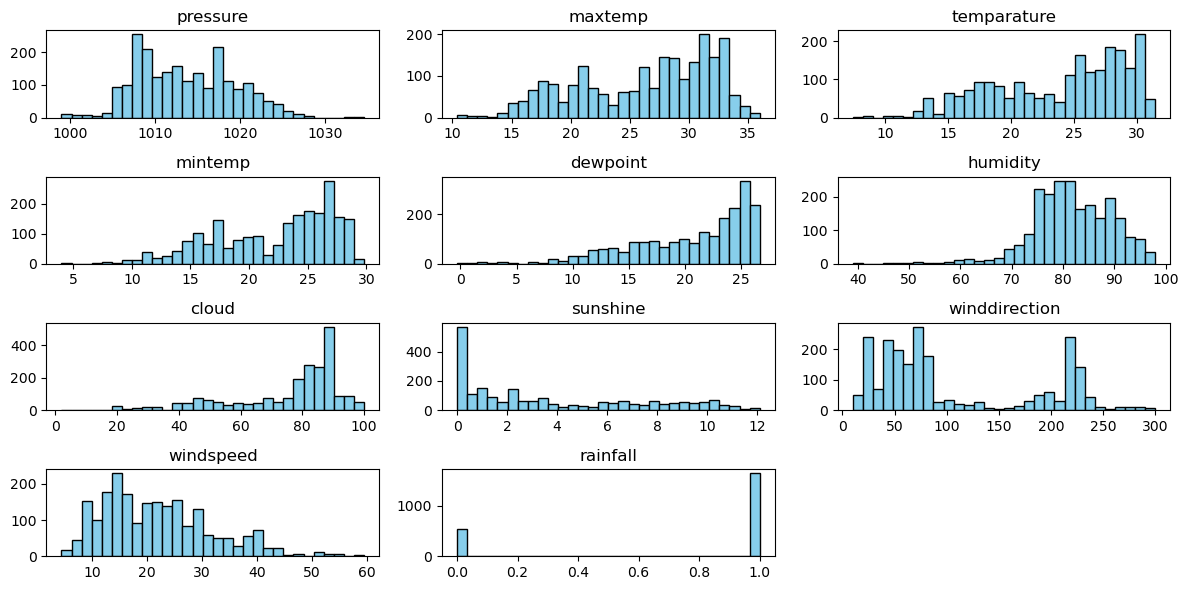 pressure maxtemp temparature
200 200 200
100 100 100
0 0 0
1000 1010 1020 1030 10 15 20 25 30 35 10 15 20 25 30
mintemp dewpoint humidity
200 200 200
100 100
0 0 0
5 10 15 20 25 30 0 5 10 15 20 25 40 50 60 70 80 90 100
cloud sunshine winddirection
400 400 200
200 200 100
0 0 0
0 20 40 60 80 100 0 2 4 6 8 10 12 0 50 100 150 200 250 300
windspeed rainfall
200 1000
100
0 0
10 20 30 40 50 60 0.0 0.2 0.4 0.6 0.8 1.0